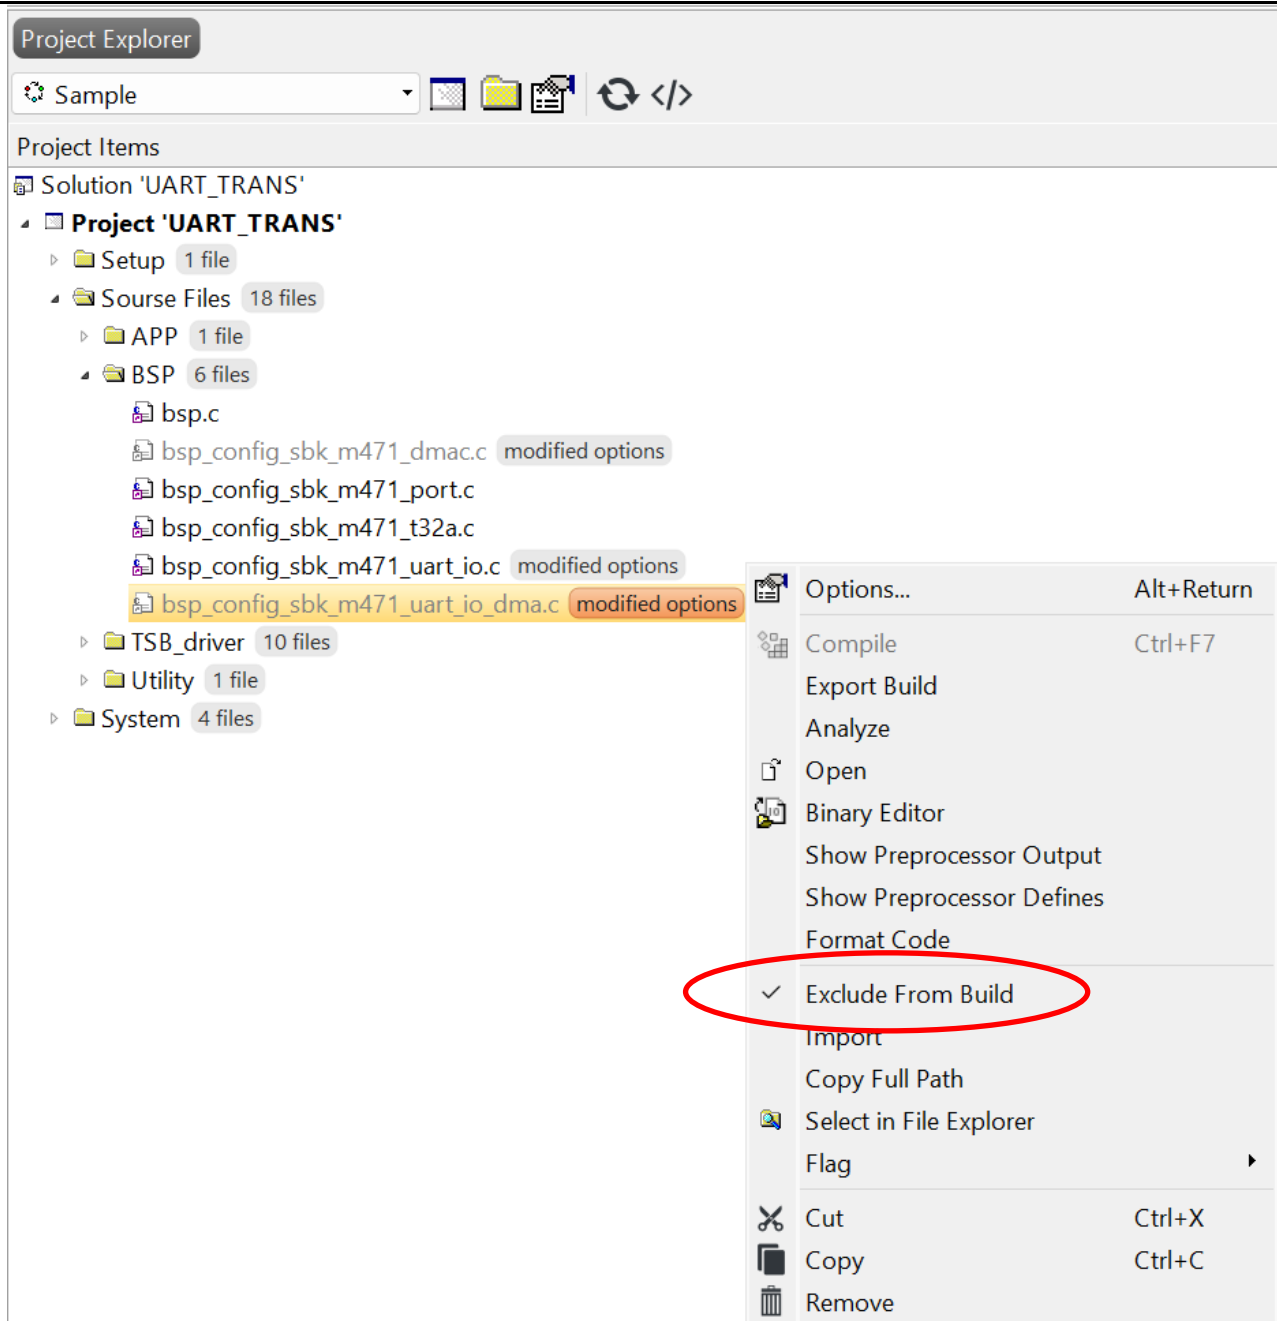 Project Explorer
Sample
</>
Project Items
Solution 'UART_TRANS'
Project 'UART_TRANS'
Setup 1 file
Sourse Files 18 files
APP 1 file
BSP 6 files
bsp.c
bsp_config_sbk_m471_dmac.c modified options
bsp_config_sbk_m471_port.c
bsp_config_sbk_m471_t32a.c
bsp_config_sbk_m471_uart_io.c modified options
bsp_config_sbk_m471_uart_io_dma.c modified options
TSB_driver 10 files
Utility 1 file
System 4 files
Options... Alt+Return
Compile Ctrl+F7
Export Build
Analyze
Open
Binary Editor
Show Preprocessor Output
Show Preprocessor Defines
Format Code
Exclude From Build
Import
Copy Full Path
Select in File Explorer
Flag
Cut Ctrl+X
Copy Ctrl+C
Remove